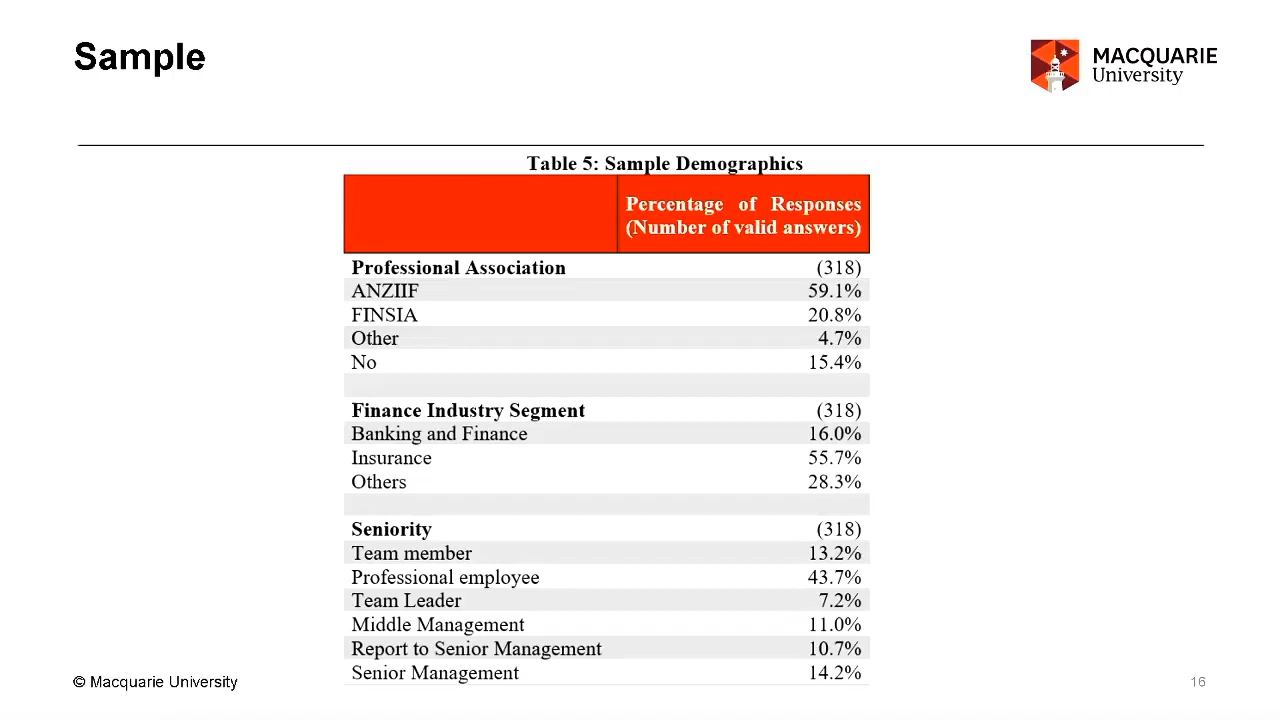 Sample
MACQUARIE
University
Table 5: Sample Demographics
Percentage of Responses
(Number of valid answers)
Professional Association (318)
ANZIIF 59.1%
FINSIA 20.8%
Other 4.7%
No 15.4%
Finance Industry Segment (318)
Banking and Finance 16.0%
Insurance 55.7%
Others 28.3%
Seniority (318)
Team member 13.2%
Professional employee 43.7%
Team Leader 7.2%
Middle Management 11.0%
Report to Senior Management 10.7%
Senior Management 14.2%
© Macquarie University 16